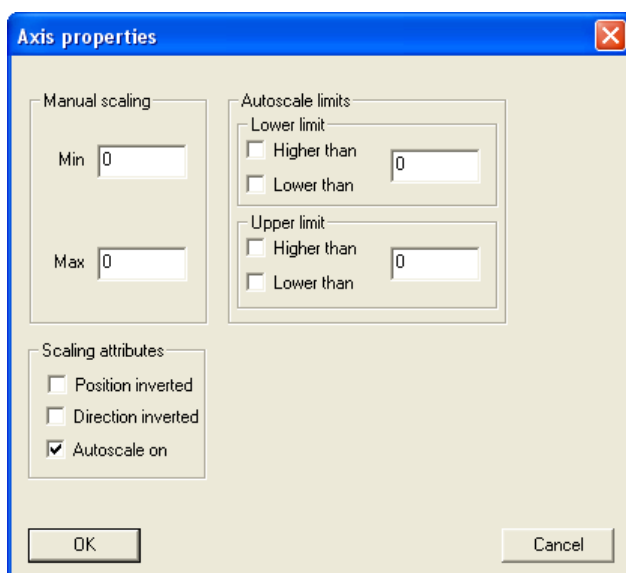 Axis properties
Manual scaling
Min 0
Max 0
Autoscale limits
Lower limit
Higher than
0
Lower than
Upper limit
Higher than
0
Lower than
Scaling attributes
Position inverted
Direction inverted
Autoscale on
OK
Cancel